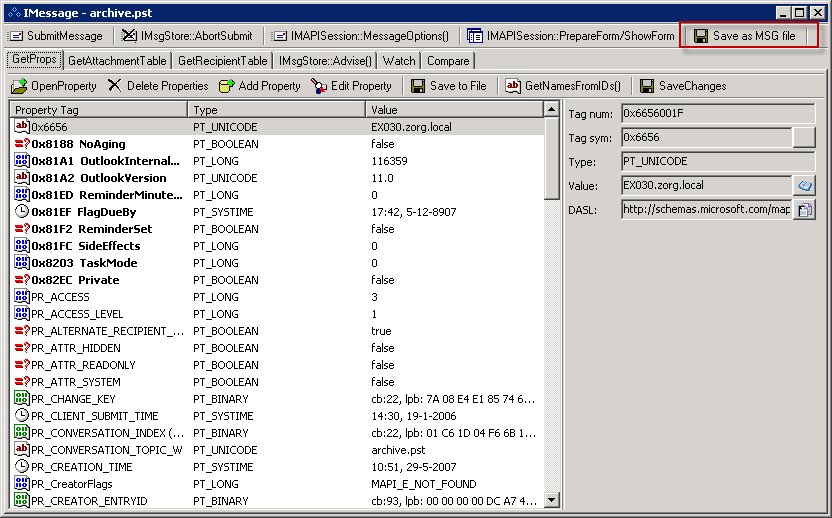 IMessage - archive.pst
SubmitMessage IMsgStore::AbortSubmit IMAPISession::MessageOptions() IMAPISession::PrepareForm/ShowForm Save as MSG file
GetProps GetAttachmentTable GetRecipientTable IMsgStore::Advise() Watch Compare
OpenProperty Delete Properties Add Property Edit Property Save to File GetNamesFromIDs() SaveChanges
Property Tag Type Value
0x6656 PT_UNICODE EX030.zorg.local
0x8188 NoAging PT_BOOLEAN false
0x81A1 OutlookInternal... PT_LONG 116359
0x81A2 OutlookVersion PT_UNICODE 11.0
0x81ED ReminderMinute... PT_LONG 0
0x81EF FlagDueBy PT_SYSTIME 17:42, 5-12-8907
0x81F2 ReminderSet PT_BOOLEAN false
0x81FC SideEffects PT_LONG 0
0x8203 TaskMode PT_LONG 0
0x82EC Private PT_BOOLEAN false
PR_ACCESS PT_LONG 3
PR_ACCESS_LEVEL PT_LONG 1
PR_ALTERNATE_RECIPIENT_... PT_BOOLEAN true
PR_ATTR_HIDDEN PT_BOOLEAN false
PR_ATTR_READONLY PT_BOOLEAN false
PR_ATTR_SYSTEM PT_BOOLEAN false
PR_CHANGE_KEY PT_BINARY cb:22, lpb: 7A 08 E4 E1 85 74 6...
PR_CLIENT_SUBMIT_TIME PT_SYSTIME 14:30, 19-1-2006
PR_CONVERSATION_INDEX (... PT_BINARY cb:22, lpb: 01 C6 1D 04 F6 6B 1...
PR_CONVERSATION_TOPIC_W PT_UNICODE archive.pst
PR_CREATION_TIME PT_SYSTIME 10:51, 29-5-2007
PR_CreatorFlags PT_LONG MAPI_E_NOT_FOUND
PR_CREATOR_ENTRYID PT_BINARY cb:93, lpb: 00 00 00 00 DC A7 4...
Tag num: 0x6656001F
Tag sym: 0x6656
Type: PT_UNICODE
Value: EX030.zorg.local
DASL: http://schemas.microsoft.com/map